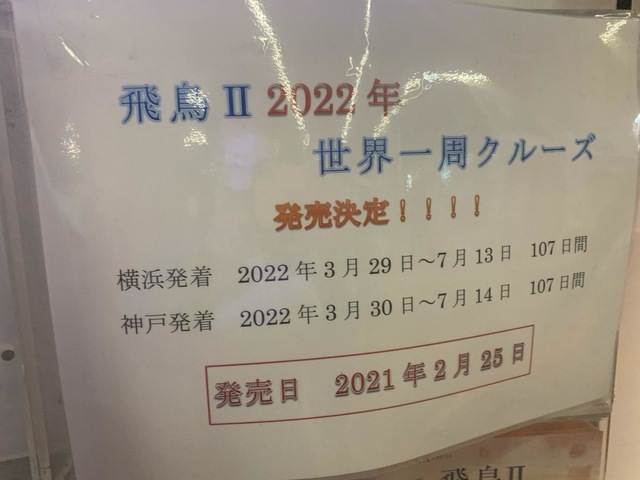 飛鳥Ⅱ 2022年
世界一周クルーズ
発売決定！！！！
横浜発着 2022年3月29日～7月13日 107日間
神戸発着 2022年3月30日～7月14日 107日間
発売日 2021年2月25日
飛鳥Ⅱ